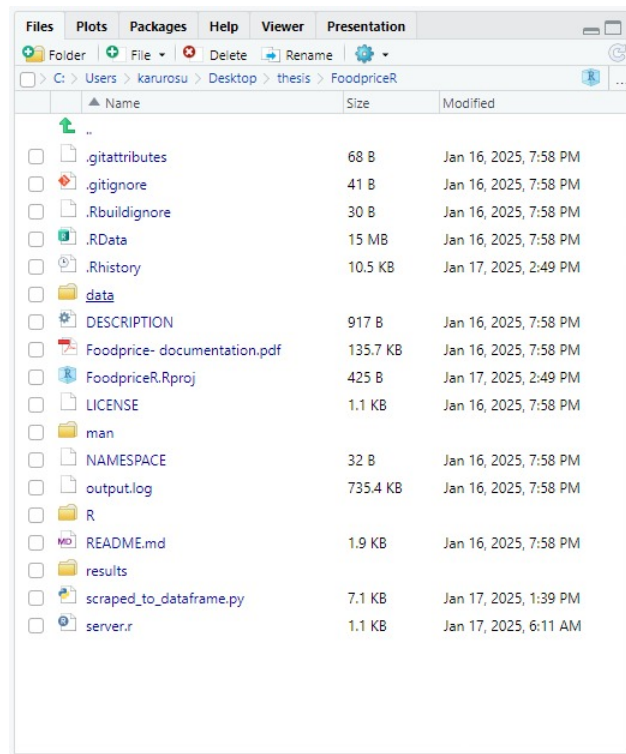 Files Plots Packages Help Viewer Presentation
Folder File Delete Rename
C: > Users > karurosu > Desktop > thesis > FoodpriceR ...
Name Size Modified
..
.gitattributes 68 B Jan 16, 2025, 7:58 PM
.gitignore 41 B Jan 16, 2025, 7:58 PM
.Rbuildignore 30 B Jan 16, 2025, 7:58 PM
.RData 15 MB Jan 16, 2025, 7:58 PM
.Rhistory 10.5 KB Jan 17, 2025, 2:49 PM
data
DESCRIPTION 917 B Jan 16, 2025, 7:58 PM
Foodprice- documentation.pdf 135.7 KB Jan 16, 2025, 7:58 PM
FoodpriceR.Rproj 425 B Jan 17, 2025, 2:49 PM
LICENSE 1.1 KB Jan 16, 2025, 7:58 PM
man
NAMESPACE 32 B Jan 16, 2025, 7:58 PM
output.log 735.4 KB Jan 16, 2025, 7:58 PM
R
README.md 1.9 KB Jan 16, 2025, 7:58 PM
results
scraped_to_dataframe.py 7.1 KB Jan 17, 2025, 1:39 PM
server.r 1.1 KB Jan 17, 2025, 6:11 AM